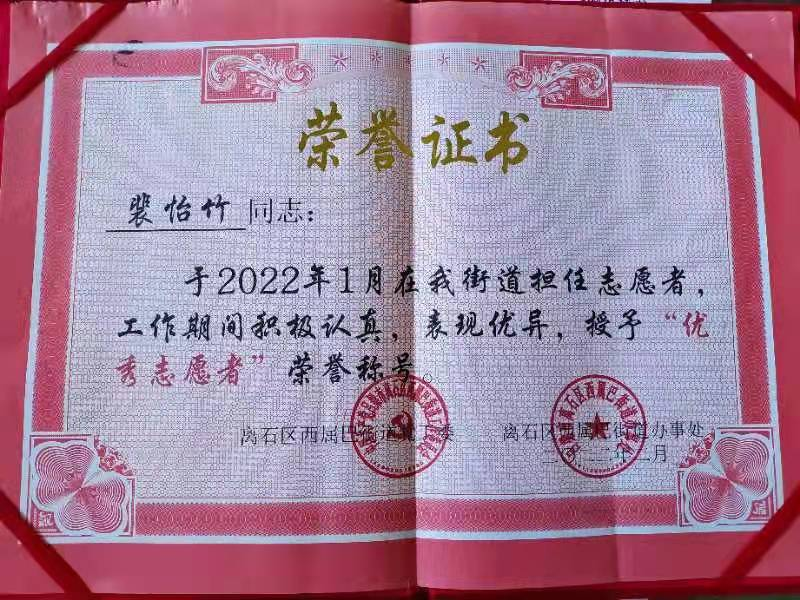 荣誉证书
裴怡竹 同志：
于2022年1月在我街道担任志愿者，
工作期间积极认真，表现优异，授予“优
秀志愿者”荣誉称号。
离石区西属巴街道党工委 离石区西属巴街道办事处
二〇二二年二月